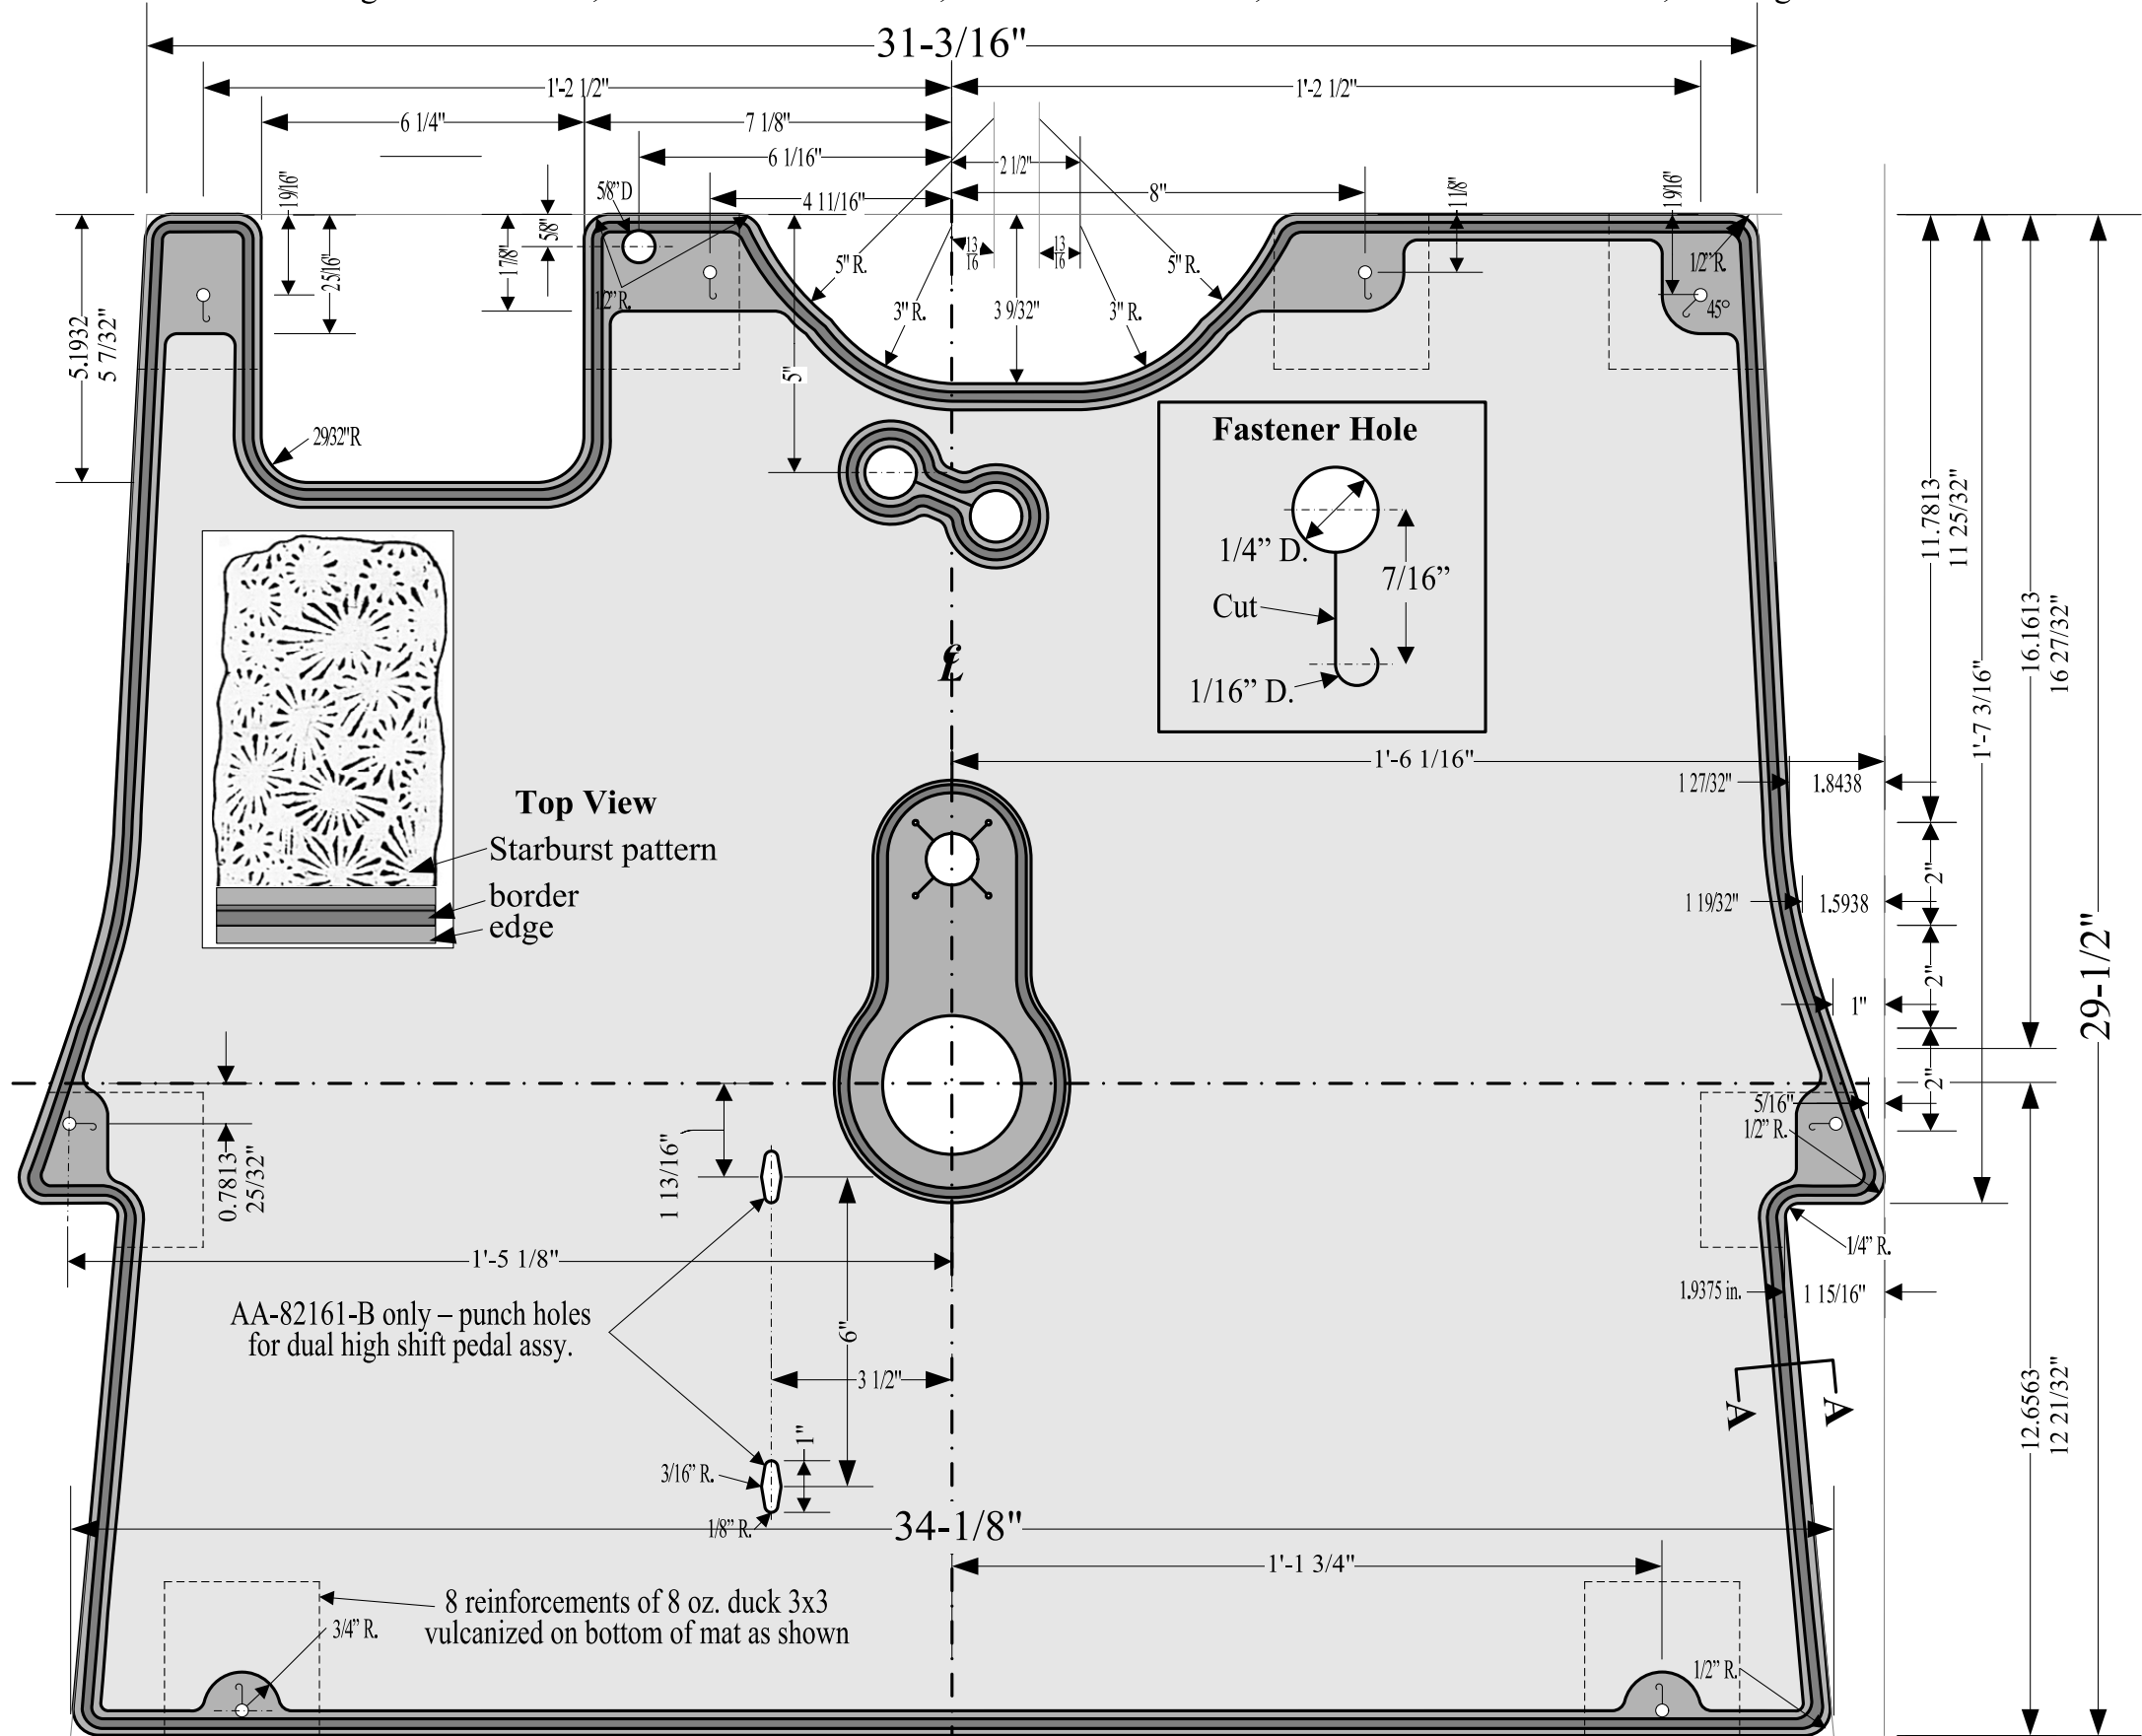 31-3/16"
1'-2 1/2"
1'-2 1/2"
6 1/4"
7 1/8"
6 1/16"
2 1/2"
4 11/16"
8"
5/8" D
1 9/16"
2 5/16"
1 7/8"
5/8"
1 1/8"
1 9/16"
1/2" R.
1/2" R.
45°
5" R.
13
16
13
16
5" R.
3" R.
3 9/32"
3" R.
5.1932
5 7/32"
5"
29/32"R
Fastener Hole
1/4” D.
7/16”
Cut
1/16” D.
11.7813
11 25/32"
16.1613
16 27/32"
1'-7 3/16"
29-1/2"
1'-6 1/16"
1 27/32"
1.8438
Top View
Starburst pattern
border
edge
2"
1 19/32"
1.5938
2"
1"
2"
5/16"
1/2” R.
0.7813
25/32"
1 13/16"
1/4” R.
1'-5 1/8"
1.9375 in.
1 15/16"
AA-82161-B only – punch holes
for dual high shift pedal assy.
6"
3 1/2"
A
A
12.6563
12 21/32"
1"
3/16” R.
1/8” R.
34-1/8"
1'-1 3/4"
8 reinforcements of 8 oz. duck 3x3
vulcanized on bottom of mat as shown
3/4” R.
1/2” R.